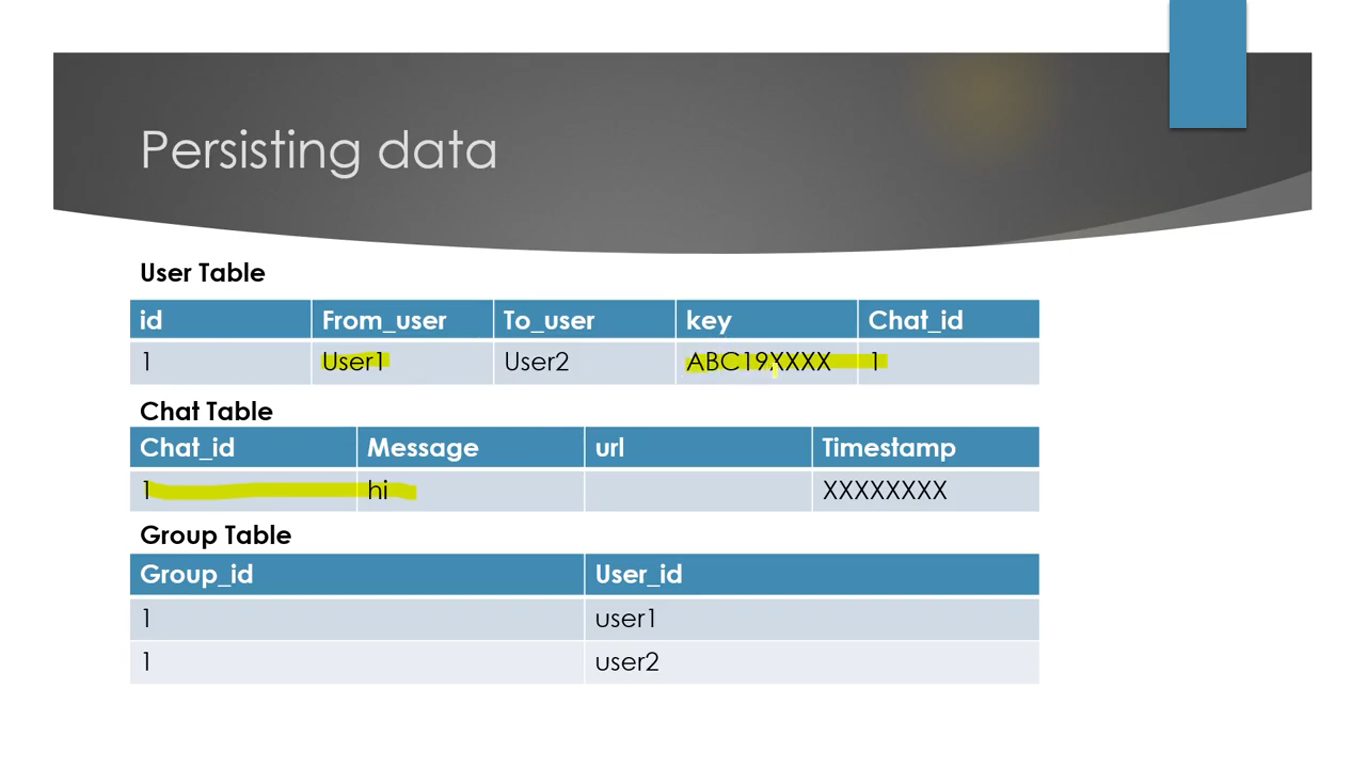 Persisting data
User Table
id From_user To_user key Chat_id
1 User1 User2 ABC19XXXX 1
Chat Table
Chat_id Message url Timestamp
1 hi XXXXXXXX
Group Table
Group_id User_id
1 user1
1 user2